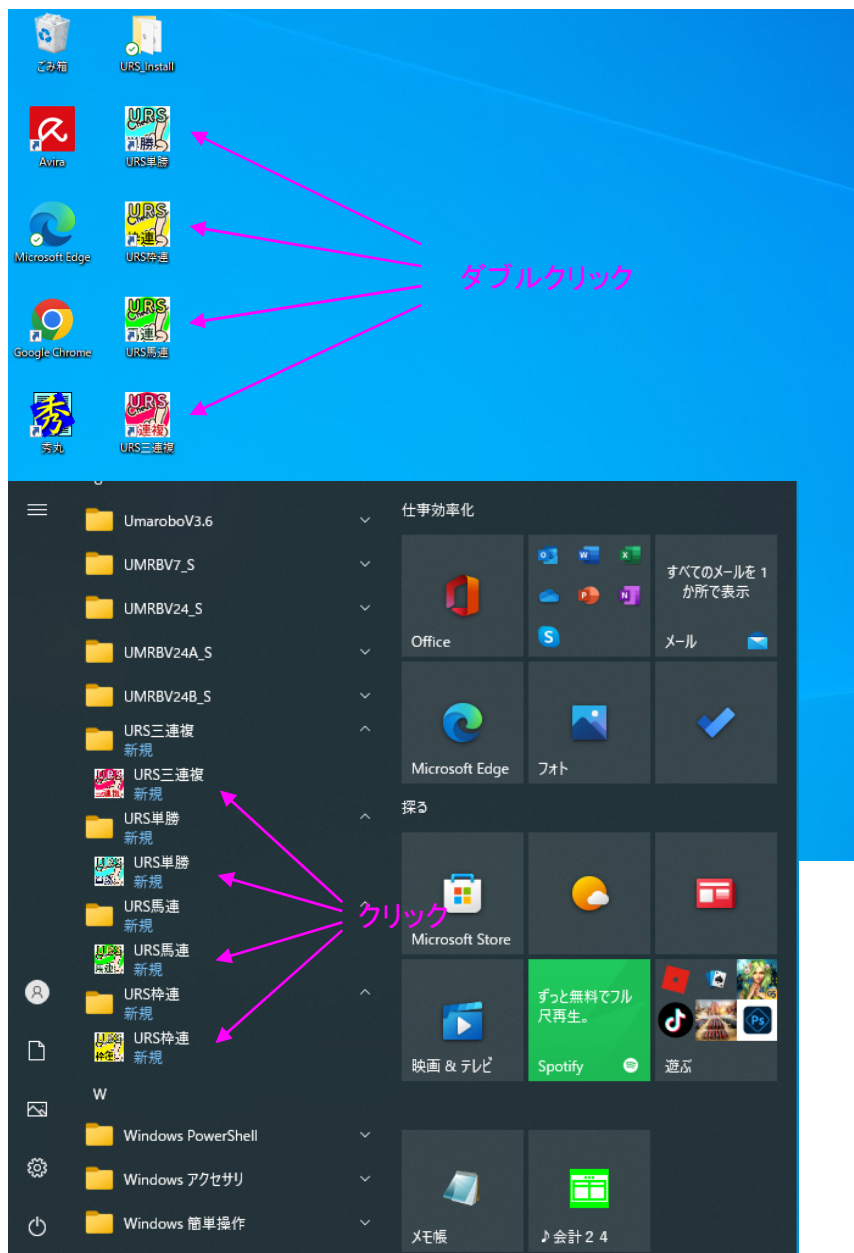 ごみ箱
URS_Install
Avira
URS単勝
Microsoft Edge
URS枠連
Google Chrome
URS馬連
秀丸
URS三連複
ダブルクリック
UmaroboV3.6
UMRBV7_S
UMRBV24_S
UMRBV24A_S
UMRBV24B_S
URS三連複
新規
URS三連複
新規
URS単勝
新規
URS単勝
新規
URS馬連
新規
URS馬連
新規
URS枠連
新規
URS枠連
新規
クリック
W
Windows PowerShell
Windows アクセサリ
Windows 簡単操作
仕事効率化
Office
すべてのメールを 1
か所で表示
メール
Microsoft Edge
フォト
探る
Microsoft Store
映画 & テレビ
ずっと無料でフル
尺再生。
Spotify
遊ぶ
メモ帳
♪会計２４